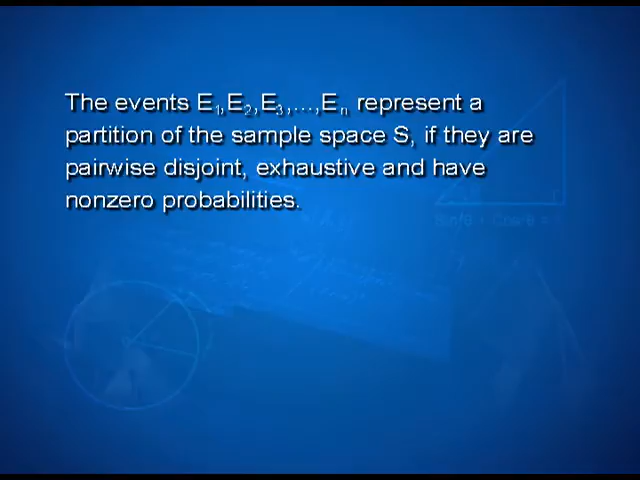 The events E₁,E₂,E₃,...,Eₙ represent a
partition of the sample space S, if they are
pairwise disjoint, exhaustive and have
nonzero probabilities.